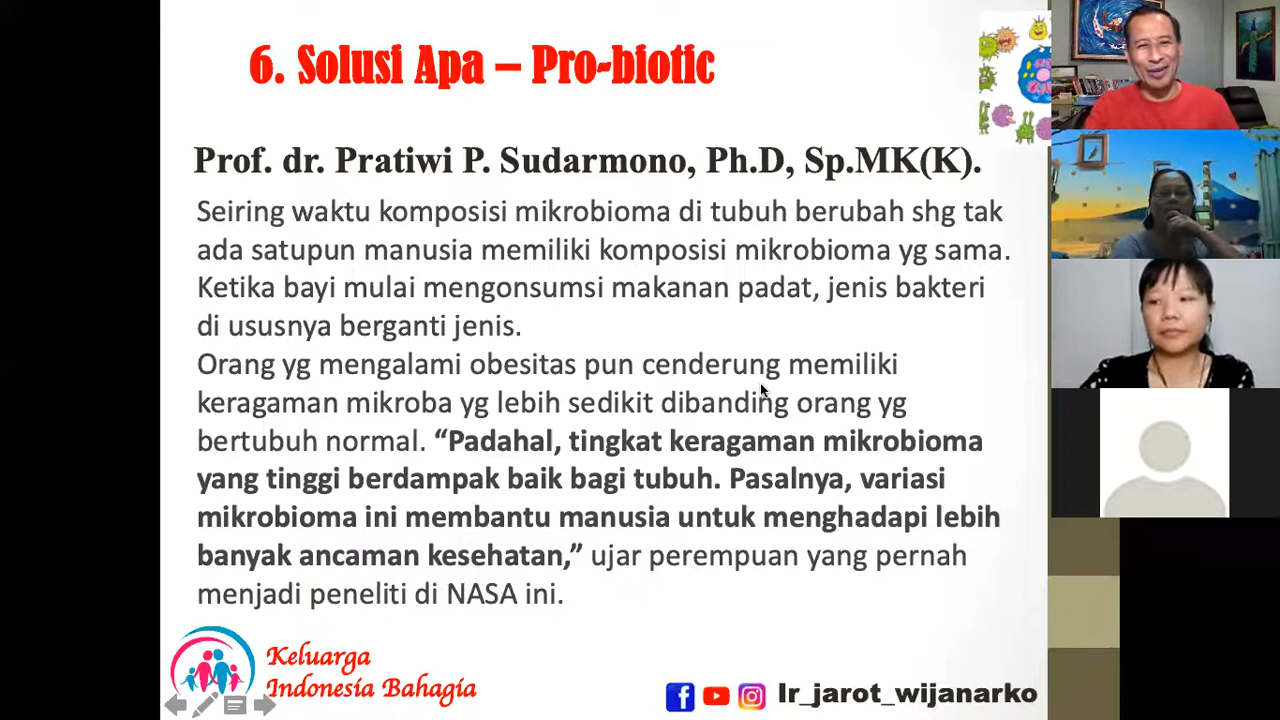 6. Solusi Apa – Pro-biotic
Prof. dr. Pratiwi P. Sudarmono, Ph.D, Sp.MK(K).
Seiring waktu komposisi mikrobioma di tubuh berubah shg tak
ada satupun manusia memiliki komposisi mikrobioma yg sama.
Ketika bayi mulai mengonsumsi makanan padat, jenis bakteri
di ususnya berganti jenis.
Orang yg mengalami obesitas pun cenderung memiliki
keragaman mikroba yg lebih sedikit dibanding orang yg
bertubuh normal. “Padahal, tingkat keragaman mikrobioma
yang tinggi berdampak baik bagi tubuh. Pasalnya, variasi
mikrobioma ini membantu manusia untuk menghadapi lebih
banyak ancaman kesehatan,” ujar perempuan yang pernah
menjadi peneliti di NASA ini.
Keluarga
Indonesia Bahagia
Ir_jarot_wijanarko